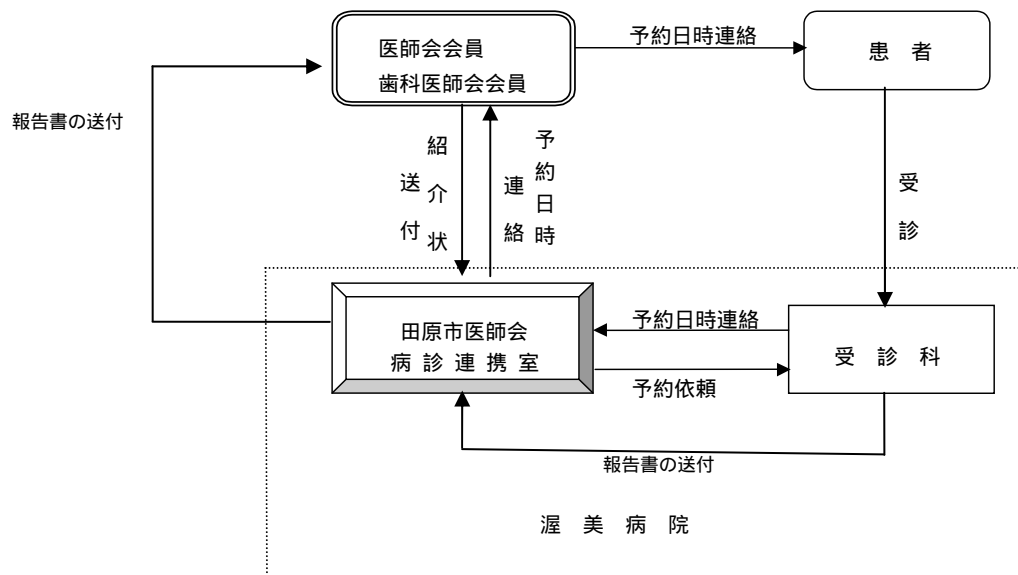 医師会会員
歯科医師会会員
予約日時連絡
患 者
報告書の送付
紹介状
送付
予約日時
連絡
受診
田原市医師会
病 診 連 携 室
予約日時連絡
予約依頼
受 診 科
報告書の送付
渥 美 病 院